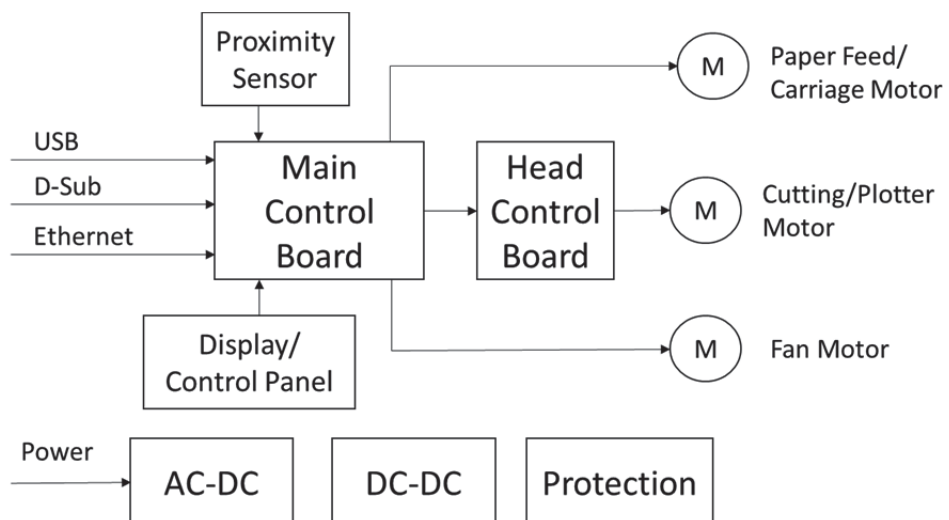 Proximity
Sensor
M
Paper Feed/
Carriage Motor
USB
D-Sub
Ethernet
Main
Control
Board
Head
Control
Board
M
Cutting/Plotter
Motor
Display/
Control Panel
M
Fan Motor
Power
AC-DC
DC-DC
Protection